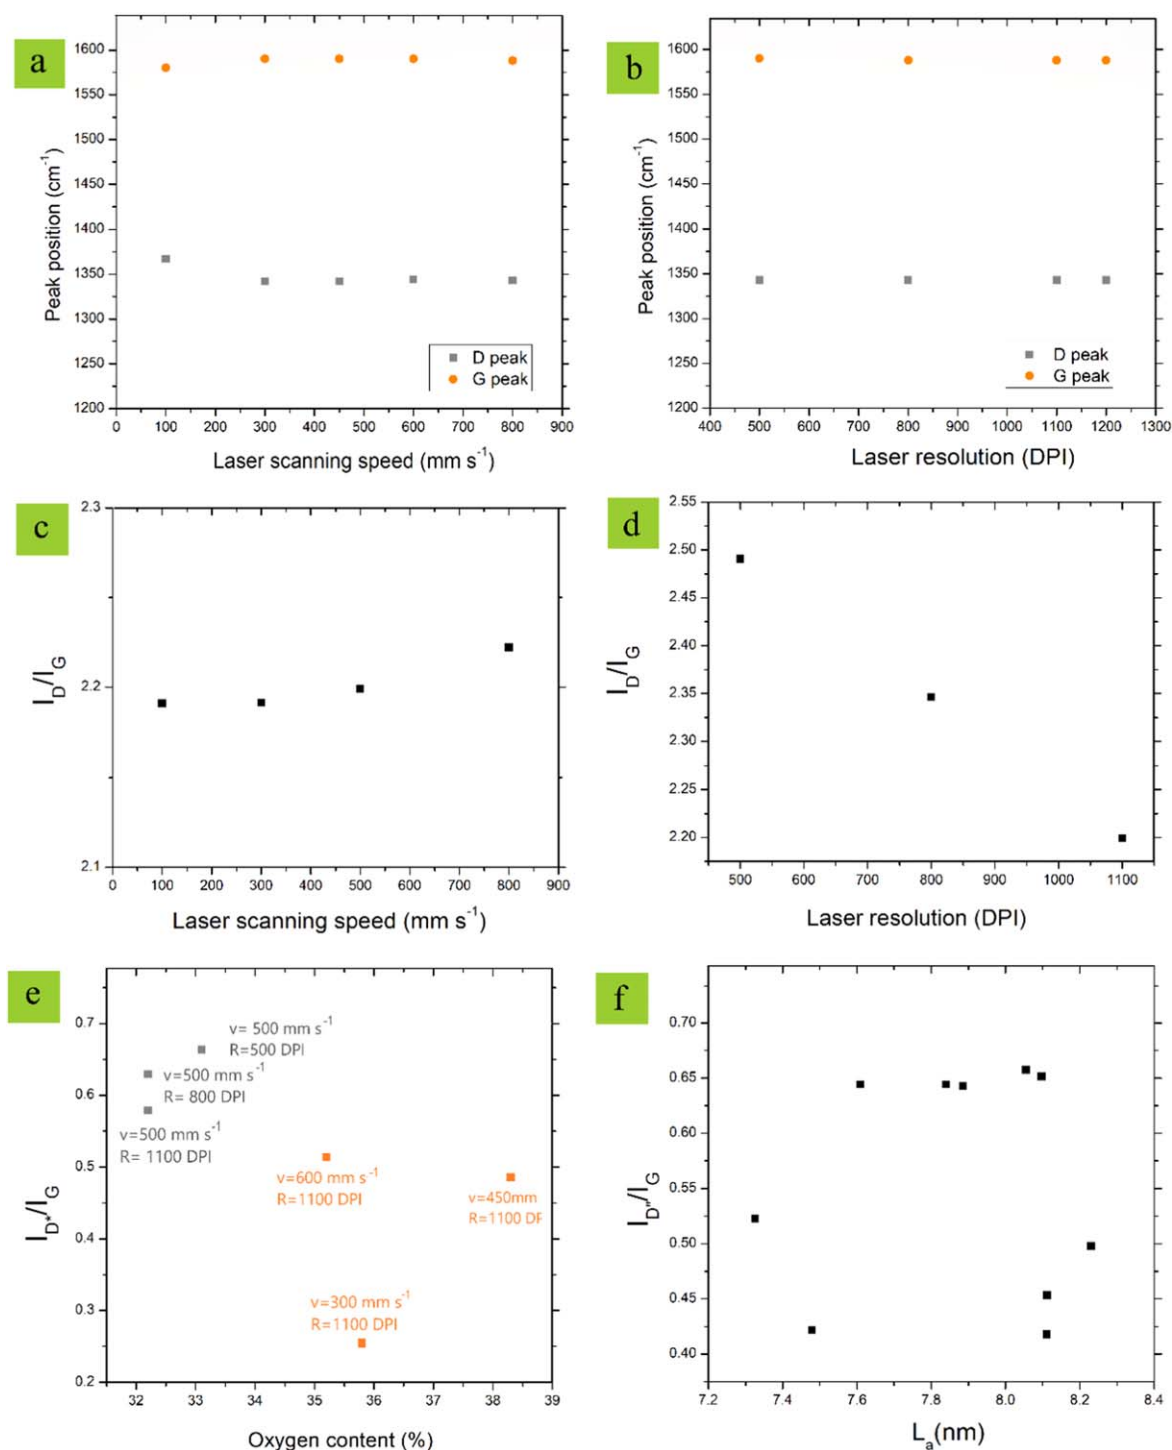 a
1600
1550
1500
1450
1400
1350
1300
1250
1200
Peak position (cm⁻¹)
D peak
G peak
0 100 200 300 400 500 600 700 800 900
Laser scanning speed (mm s⁻¹)
b
1600
1550
1500
1450
1400
1350
1300
1250
1200
Peak position (cm⁻¹)
D peak
G peak
400 500 600 700 800 900 1000 1100 1200 1300
Laser resolution (DPI)
c
2.3
2.2
2.1
I_D/I_G
0 100 200 300 400 500 600 700 800 900
Laser scanning speed (mm s⁻¹)
d
2.55
2.50
2.45
2.40
2.35
2.30
2.25
2.20
I_D/I_G
500 600 700 800 900 1000 1100
Laser resolution (DPI)
e
0.7
0.6
0.5
0.4
0.3
0.2
I_D*/I_G
v= 500 mm s⁻¹
R=500 DPI
v=500 mm s⁻¹
R= 800 DPI
v=500 mm s⁻¹
R= 1100 DPI
v=600 mm s⁻¹
R=1100 DPI
v=450mm
R=1100 DP
v=300 mm s⁻¹
R=1100 DPI
32 33 34 35 36 37 38 39
Oxygen content (%)
f
0.70
0.65
0.60
0.55
0.50
0.45
0.40
I_D"/I_G
7.2 7.4 7.6 7.8 8.0 8.2 8.4
L_a(nm)